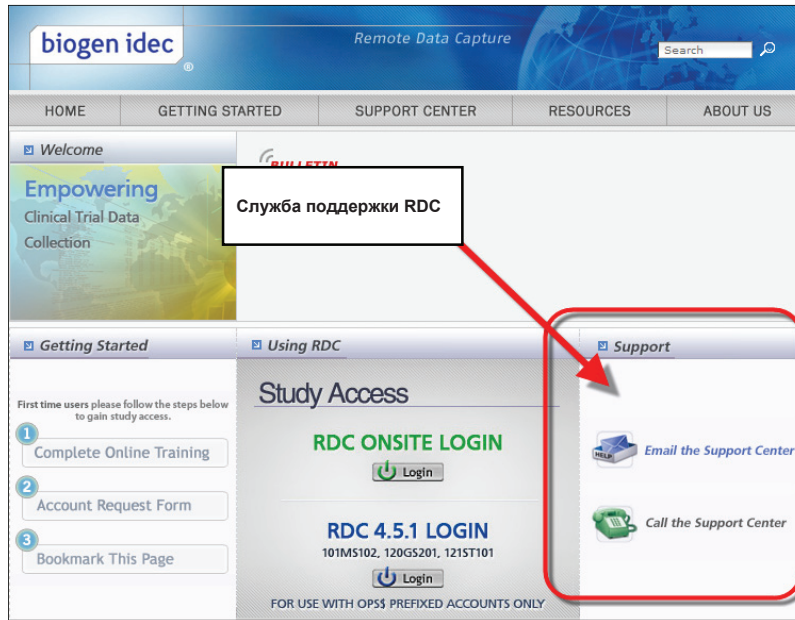 biogen idec
®
Remote Data Capture
Search
HOME
GETTING STARTED
SUPPORT CENTER
RESOURCES
ABOUT US
Welcome
BULLETIN
Empowering
Clinical Trial Data
Collection
Служба поддержки RDC
Getting Started
First time users please follow the steps below
to gain study access.
1
Complete Online Training
2
Account Request Form
3
Bookmark This Page
Using RDC
Study Access
RDC ONSITE LOGIN
Login
RDC 4.5.1 LOGIN
101MS102, 120GS201, 121ST101
Login
FOR USE WITH OPS$ PREFIXED ACCOUNTS ONLY
Support
HELP
Email the Support Center
Call the Support Center